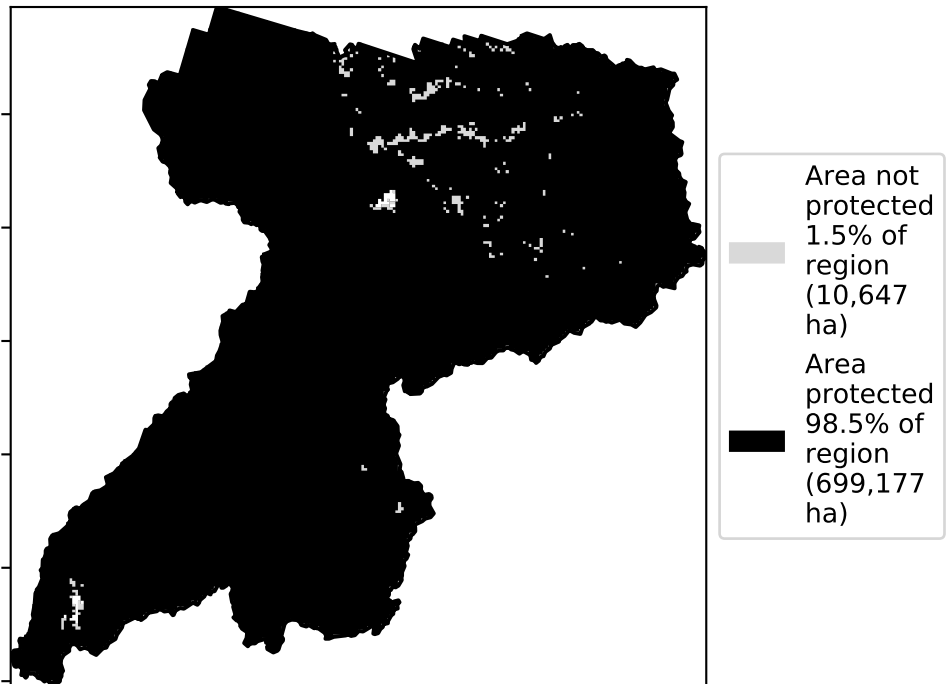 Area not
protected
1.5% of
region
(10,647
ha)
Area
protected
98.5% of
region
(699,177
ha)